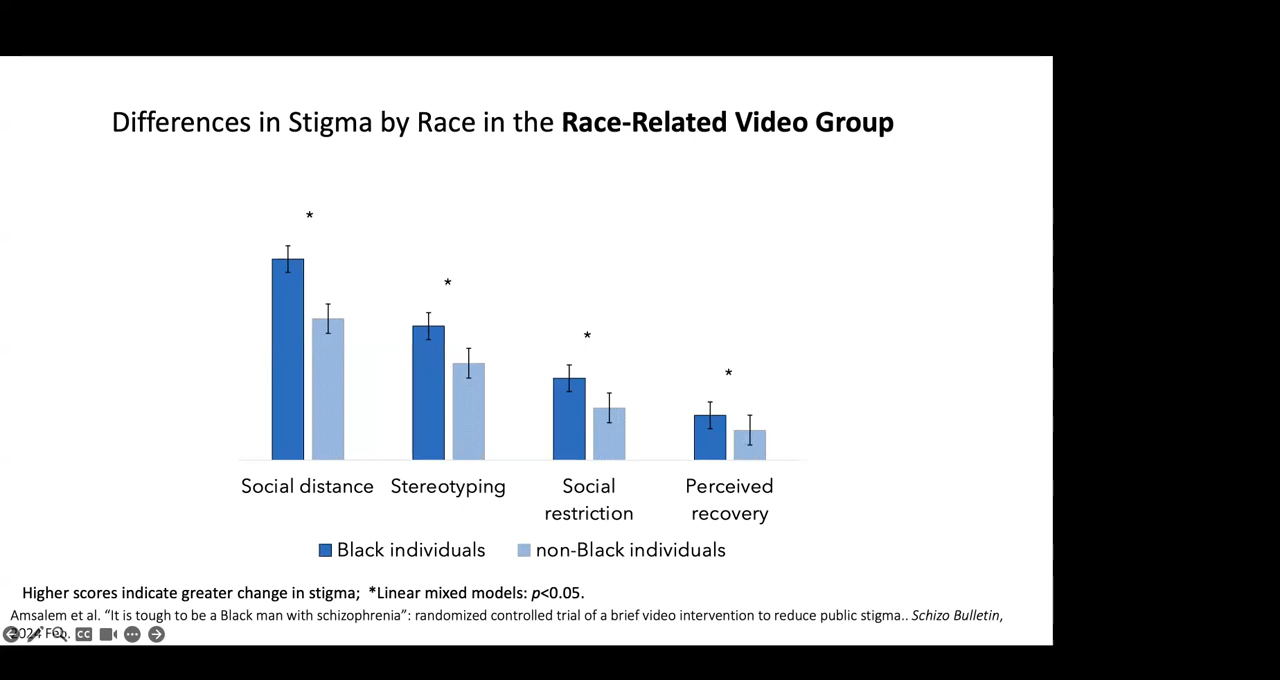 Differences in Stigma by Race in the Race-Related Video Group
*
*
*
*
Social distance
Stereotyping
Social
restriction
Perceived
recovery
Black individuals
non-Black individuals
Higher scores indicate greater change in stigma; *Linear mixed models: p<0.05.
Amsalem et al. “It is tough to be a Black man with schizophrenia”: randomized controlled trial of a brief video intervention to reduce public stigma.. Schizo Bulletin,
2024
CC